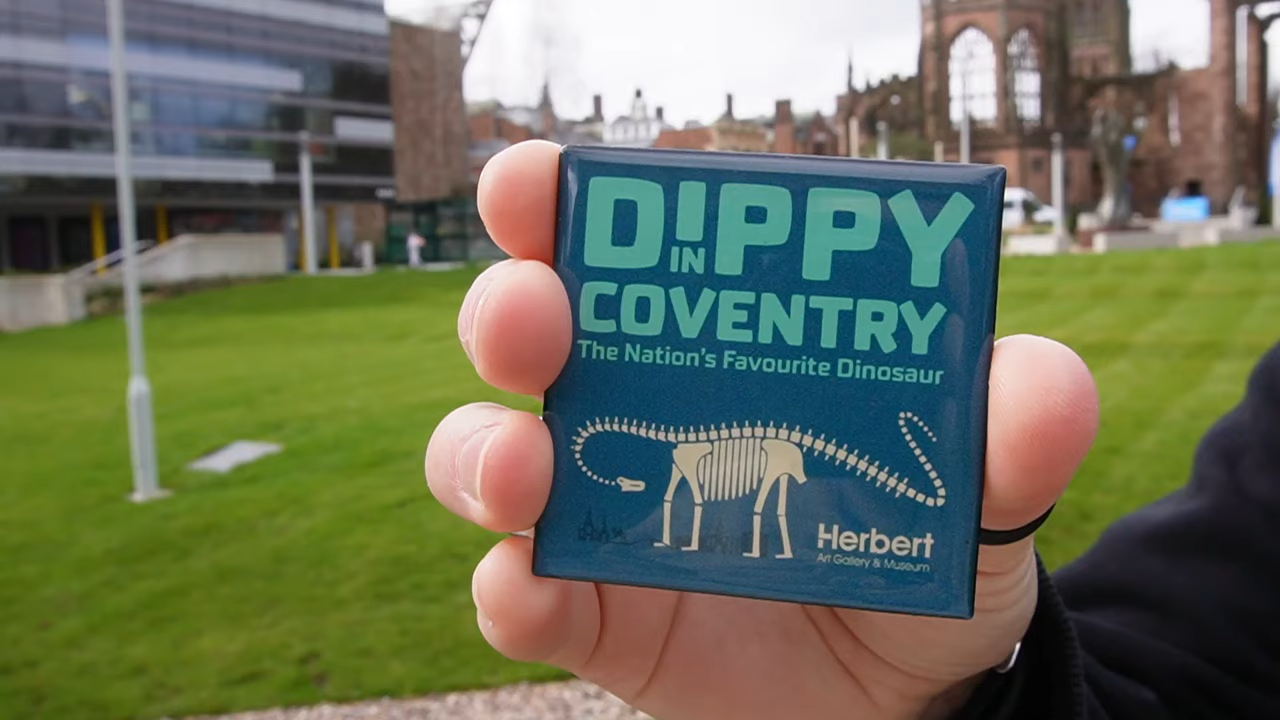 DIPPY
IN
COVENTRY
The Nation's Favourite Dinosaur
Herbert
Art Gallery & Museum